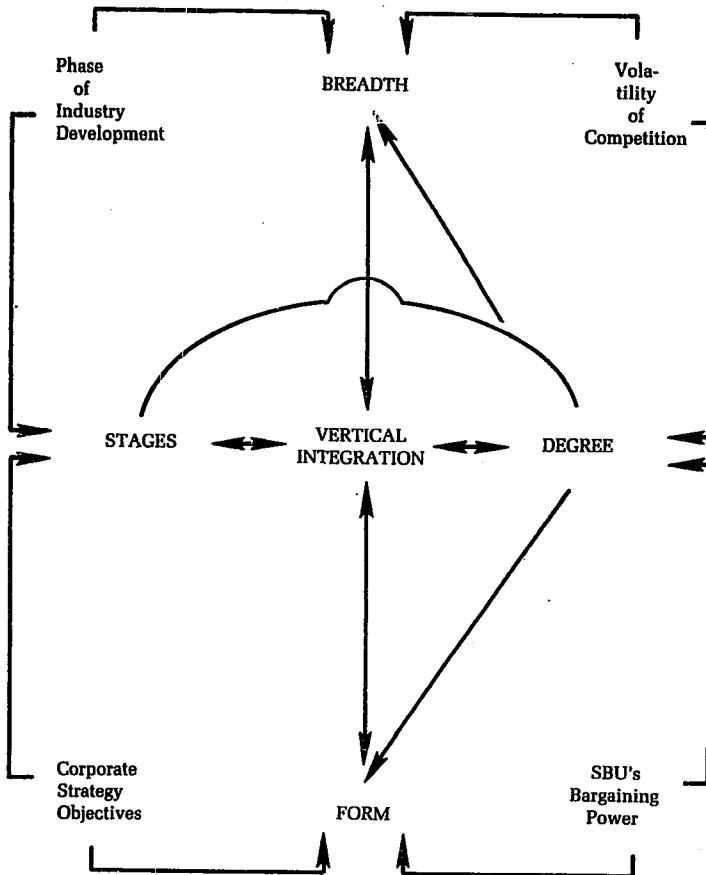 Phase
of
Industry
Development
BREADTH
Vola-
tility
of
Competition
STAGES
VERTICAL
INTEGRATION
DEGREE
Corporate
Strategy
Objectives
FORM
SBU's
Bargaining
Power